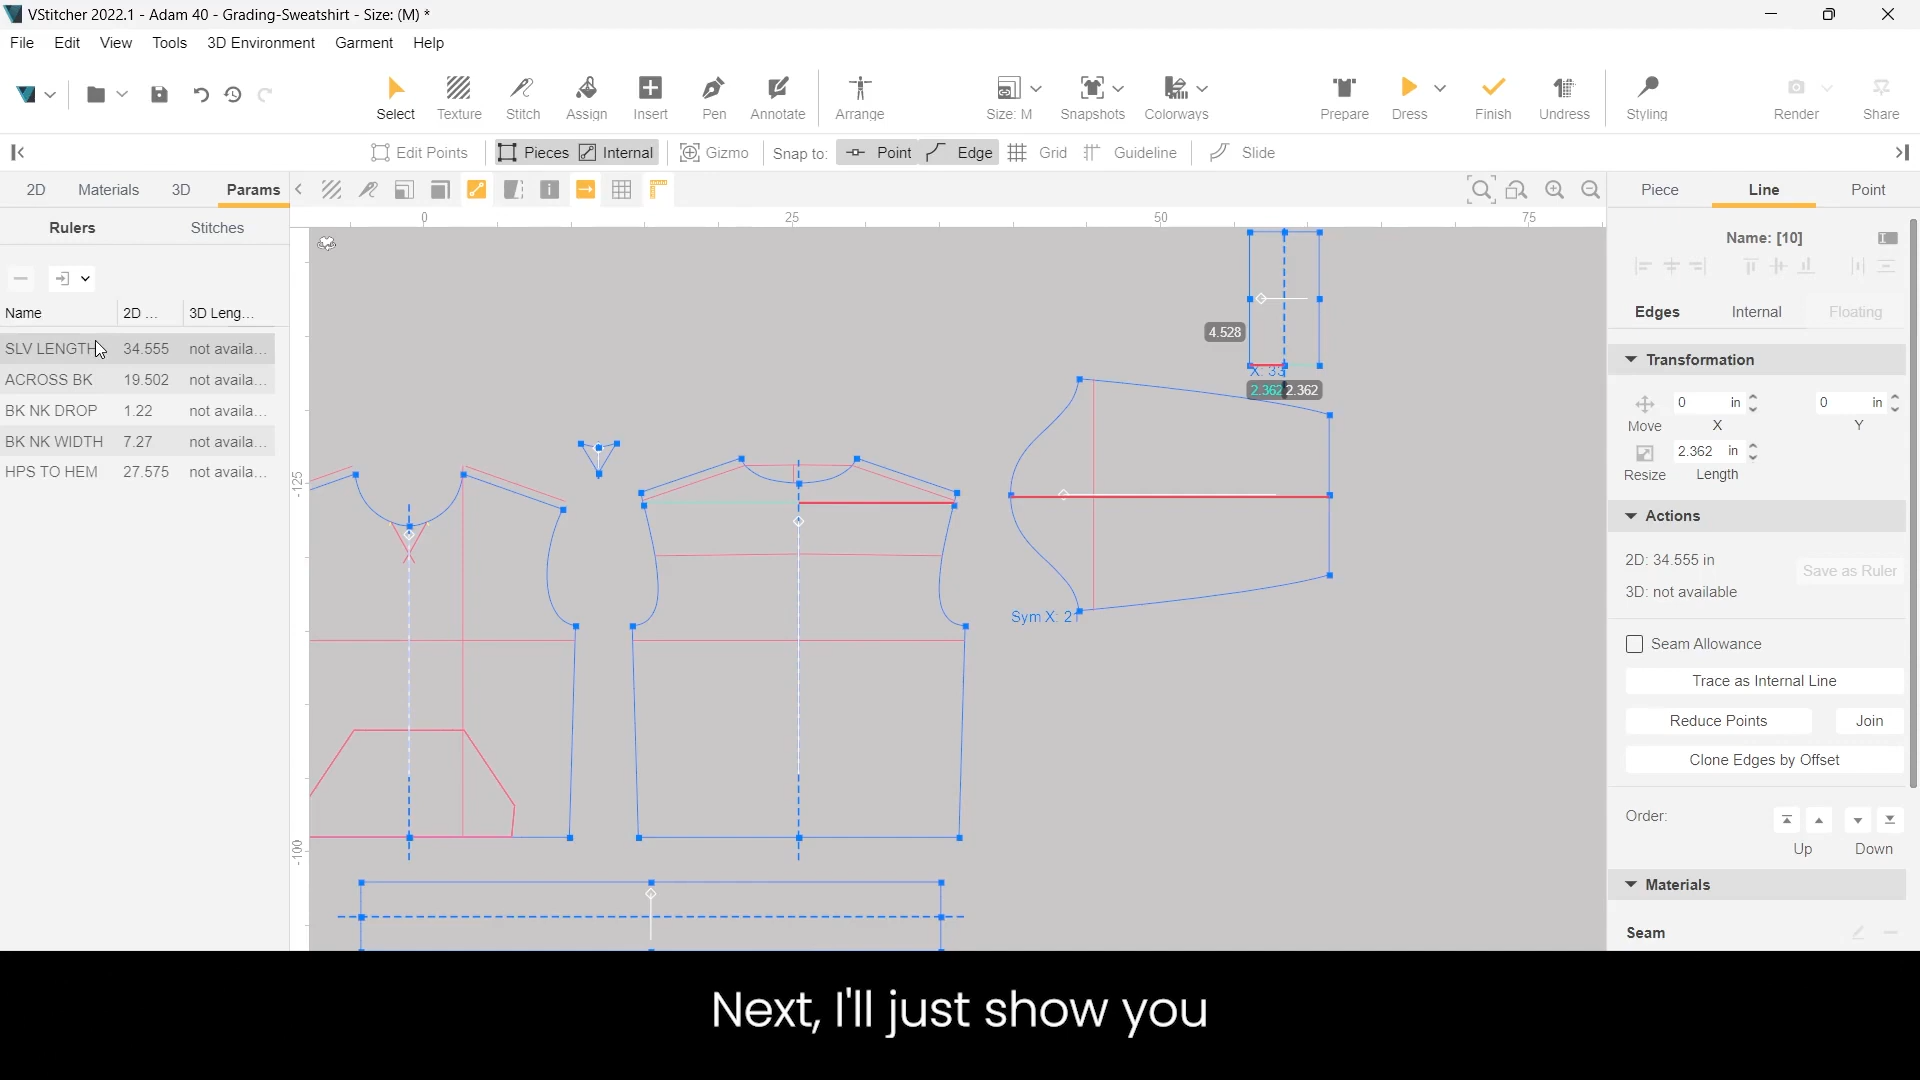 VStitcher 2022.1 - Adam 40 - Grading-Sweatshirt - Size: (M) *
File Edit View Tools 3D Environment Garment Help
Select Texture Stitch Assign Insert Pen Annotate Arrange Size: M Snapshots Colorways Prepare Dress Finish Undress Styling Render Share
Edit Points Pieces Internal Gizmo Snap to: Point Edge Grid Guideline Slide
2D Materials 3D Params
Piece Line Point
Rulers Stitches
0 25 50 75
Name: [10]
Name 2D ... 3D Leng...
SLV LENGTH 34.555 not availa...
ACROSS BK 19.502 not availa...
BK NK DROP 1.22 not availa...
BK NK WIDTH 7.27 not availa...
HPS TO HEM 27.575 not availa...
-125
-100
4.528
X: 33
2.362 2.362
Sym X: 21
Edges Internal Floating
Transformation
0 in 0 in
Move X Y
2.362 in
Resize Length
Actions
2D: 34.555 in
Save as Ruler
3D: not available
Seam Allowance
Trace as Internal Line
Reduce Points Join
Clone Edges by Offset
Order:
Up Down
Materials
Seam
Next, I'll just show you